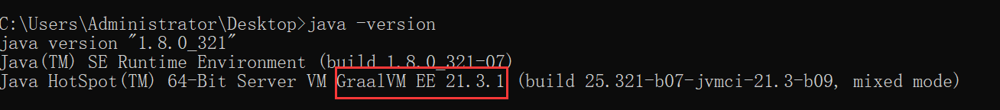 C:\Users\Administrator\Desktop>java -version
java version "1.8.0_321"
Java(TM) SE Runtime Environment (build 1.8.0_321-07)
Java HotSpot(TM) 64-Bit Server VM GraalVM EE 21.3.1 (build 25.321-b07-jvmci-21.3-b09, mixed mode)